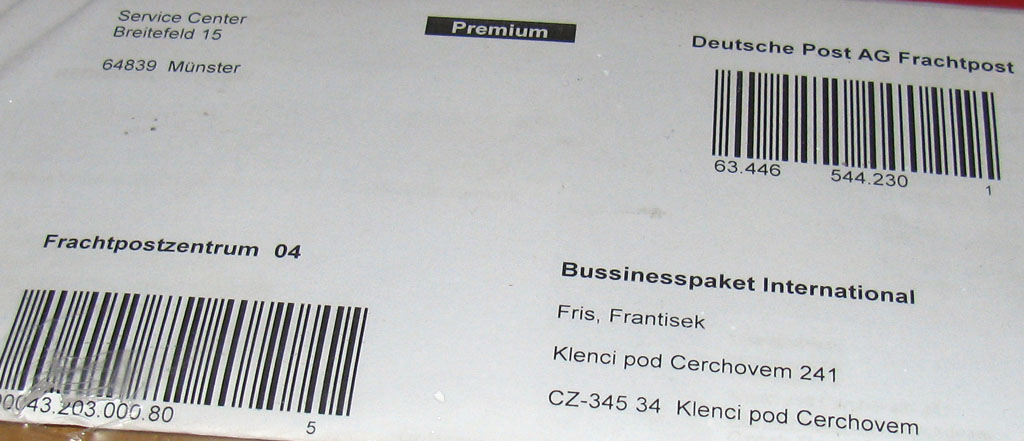 Service Center
Breitefeld 15
64839 Münster
Premium
Deutsche Post AG Frachtpost
63.446 544.230 1
Frachtpostzentrum 04
0043.203.000.80 5
Bussinesspaket International
Fris, Frantisek
Klenci pod Cerchovem 241
CZ-345 34 Klenci pod Cerchovem